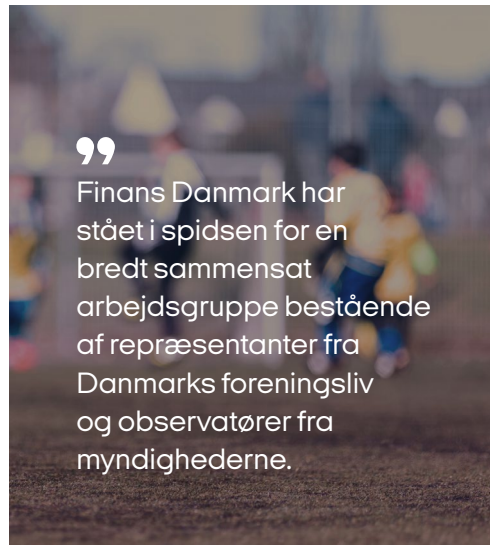 ”
Finans Danmark har
stået i spidsen for en
bredt sammensat
arbejdsgruppe bestående
af repræsentanter fra
Danmarks foreningsliv
og observatører fra
myndighederne.